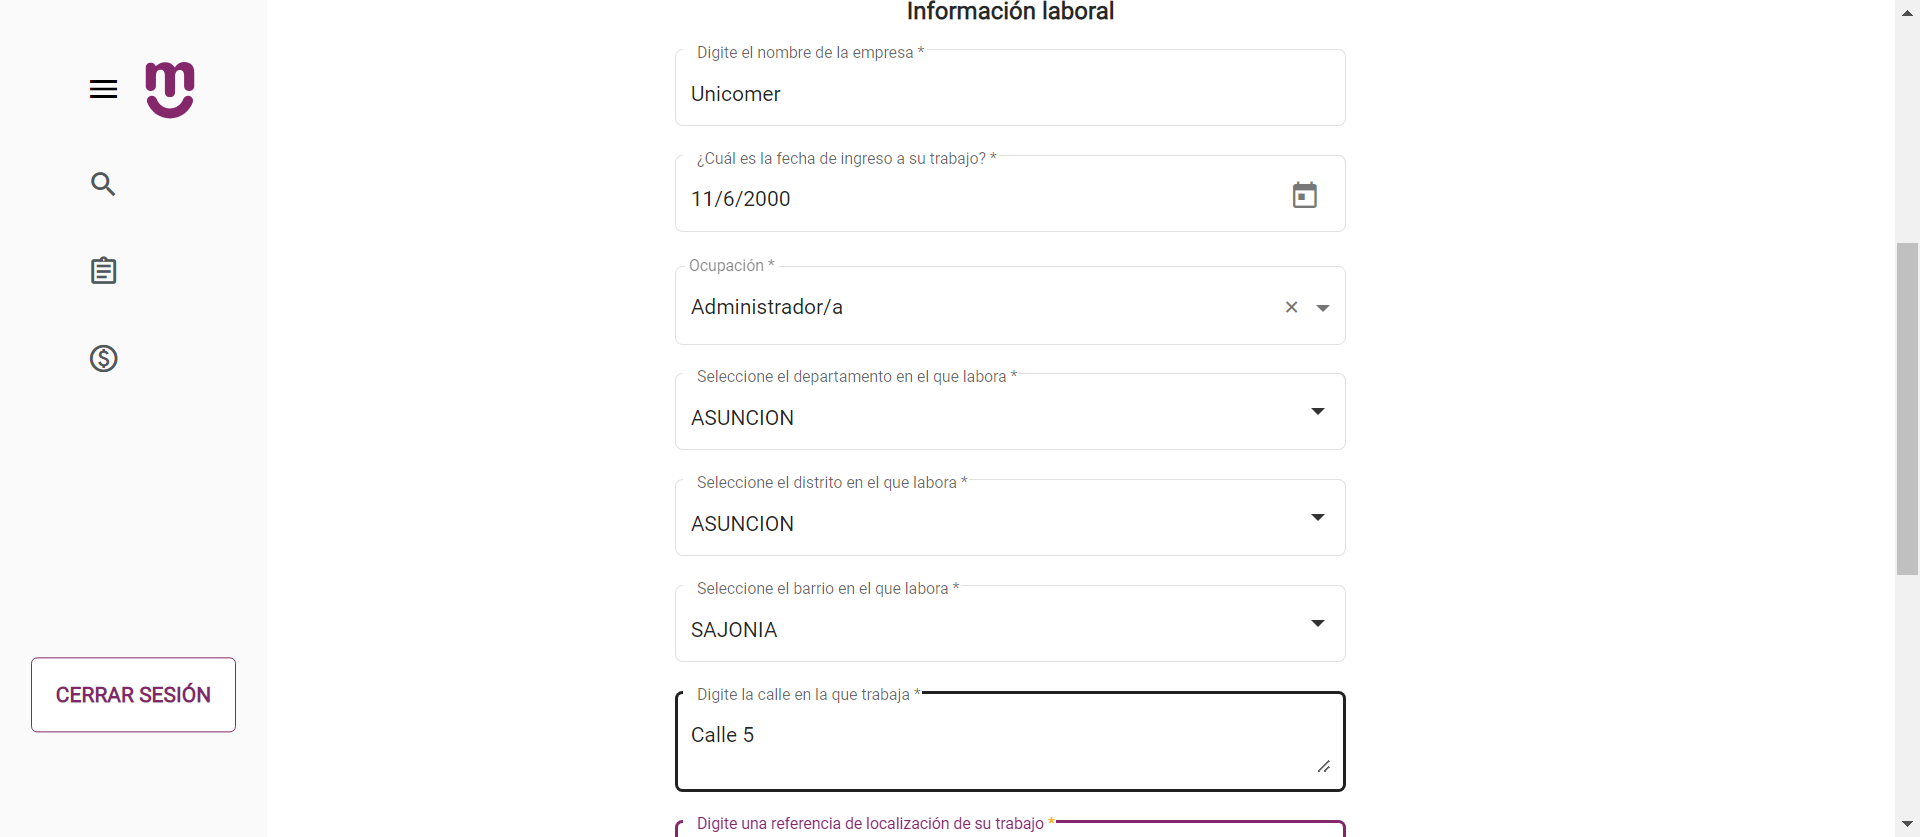 Información laboral
Digite el nombre de la empresa *
Unicomer
¿Cuál es la fecha de ingreso a su trabajo? *
11/6/2000
Ocupación *
Administrador/a
Seleccione el departamento en el que labora *
ASUNCION
Seleccione el distrito en el que labora *
ASUNCION
Seleccione el barrio en el que labora *
SAJONIA
CERRAR SESIÓN
Digite la calle en la que trabaja *
Calle 5
Digite una referencia de localización de su trabajo *